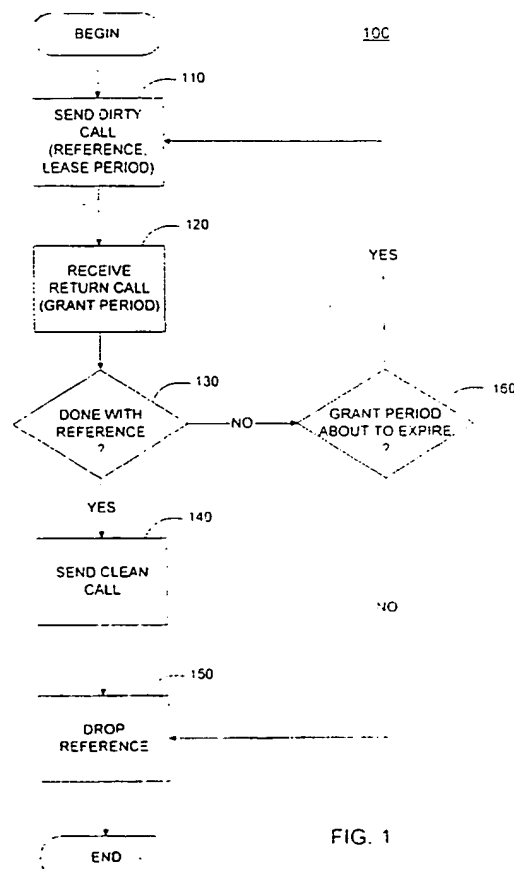 BEGIN
100
110
SEND DIRTY
CALL
(REFERENCE,
LEASE PERIOD)
120
RECEIVE
RETURN CALL
(GRANT PERIOD)
YES
130
DONE WITH
REFERENCE
?
NO
160
GRANT PERIOD
ABOUT TO EXPIRE
?
YES
140
SEND CLEAN
CALL
NO
150
DROP
REFERENCE
FIG. 1
END